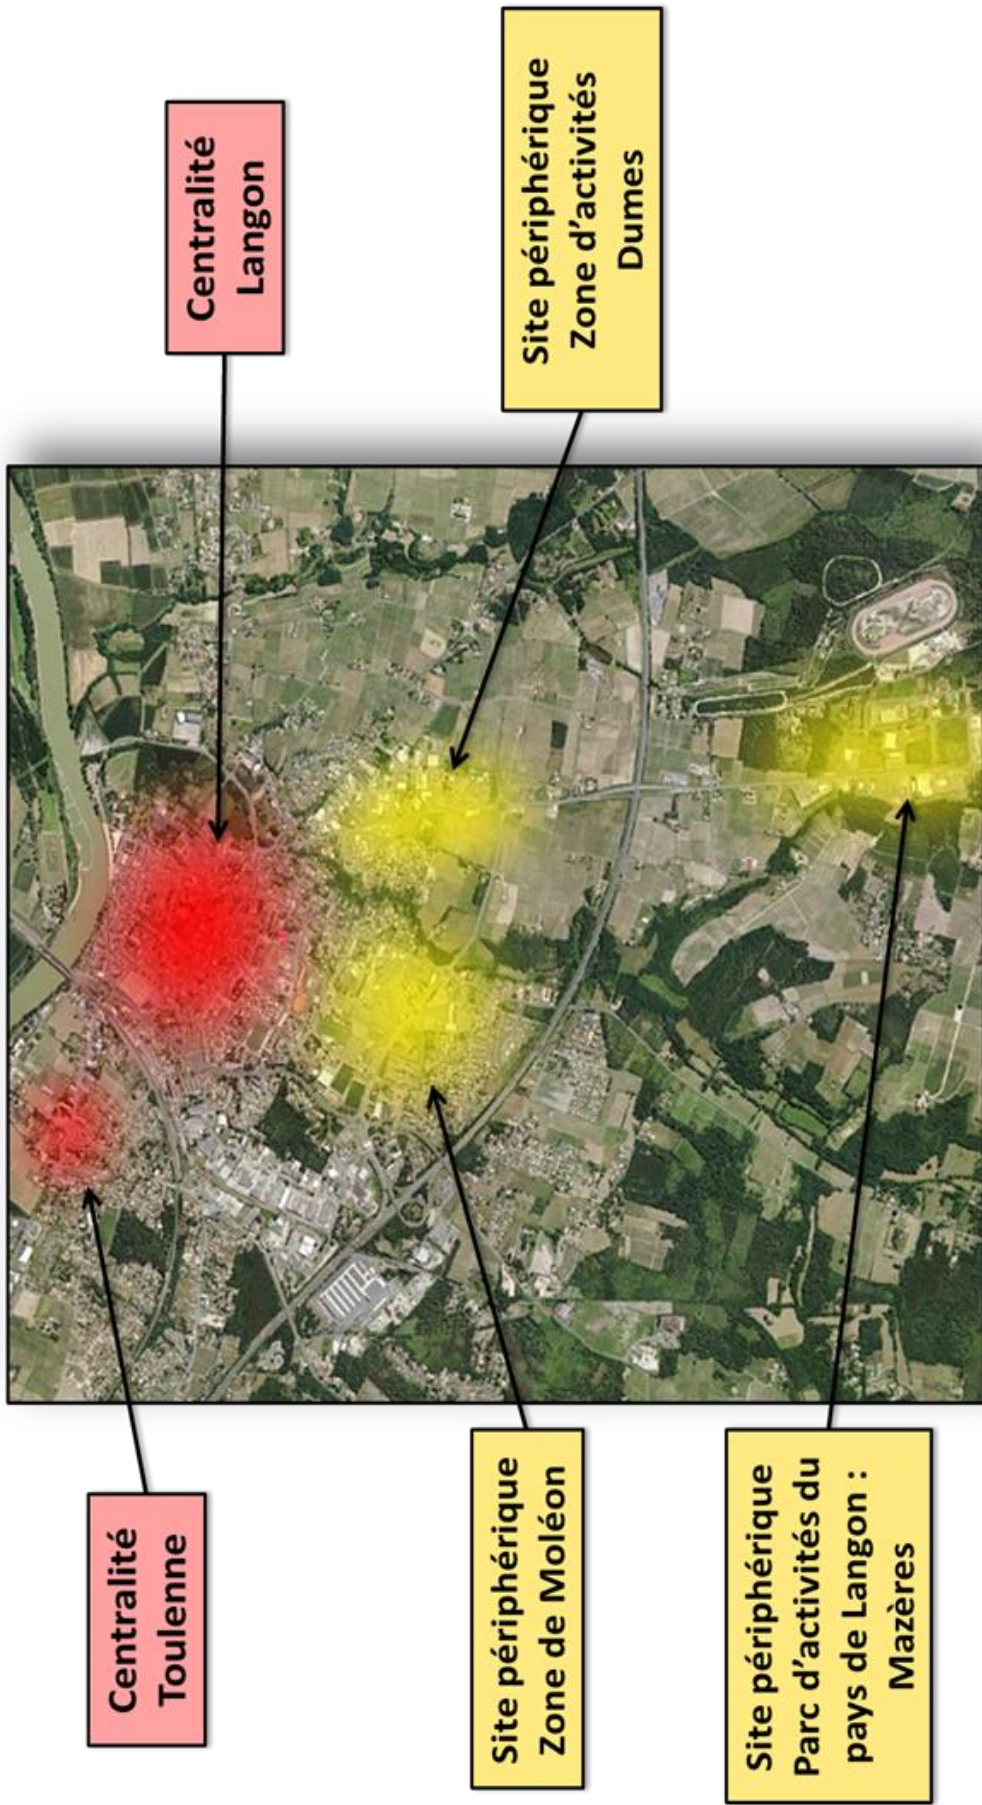 Centralité
Toulenne
Centralité
Langon
Site périphérique
Zone de Moléon
Site périphérique
Zone d’activités
Dumes
Site périphérique
Parc d’activités du
pays de Langon :
Mazères